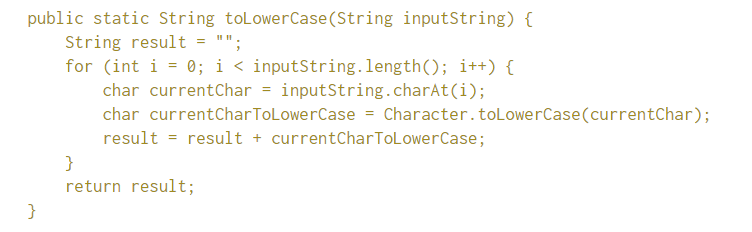 public static String toLowerCase(String inputString) {
    String result = "";
    for (int i = 0; i < inputString.length(); i++) {
        char currentChar = inputString.charAt(i);
        char currentCharToLowerCase = Character.toLowerCase(currentChar);
        result = result + currentCharToLowerCase;
    }
    return result;
}